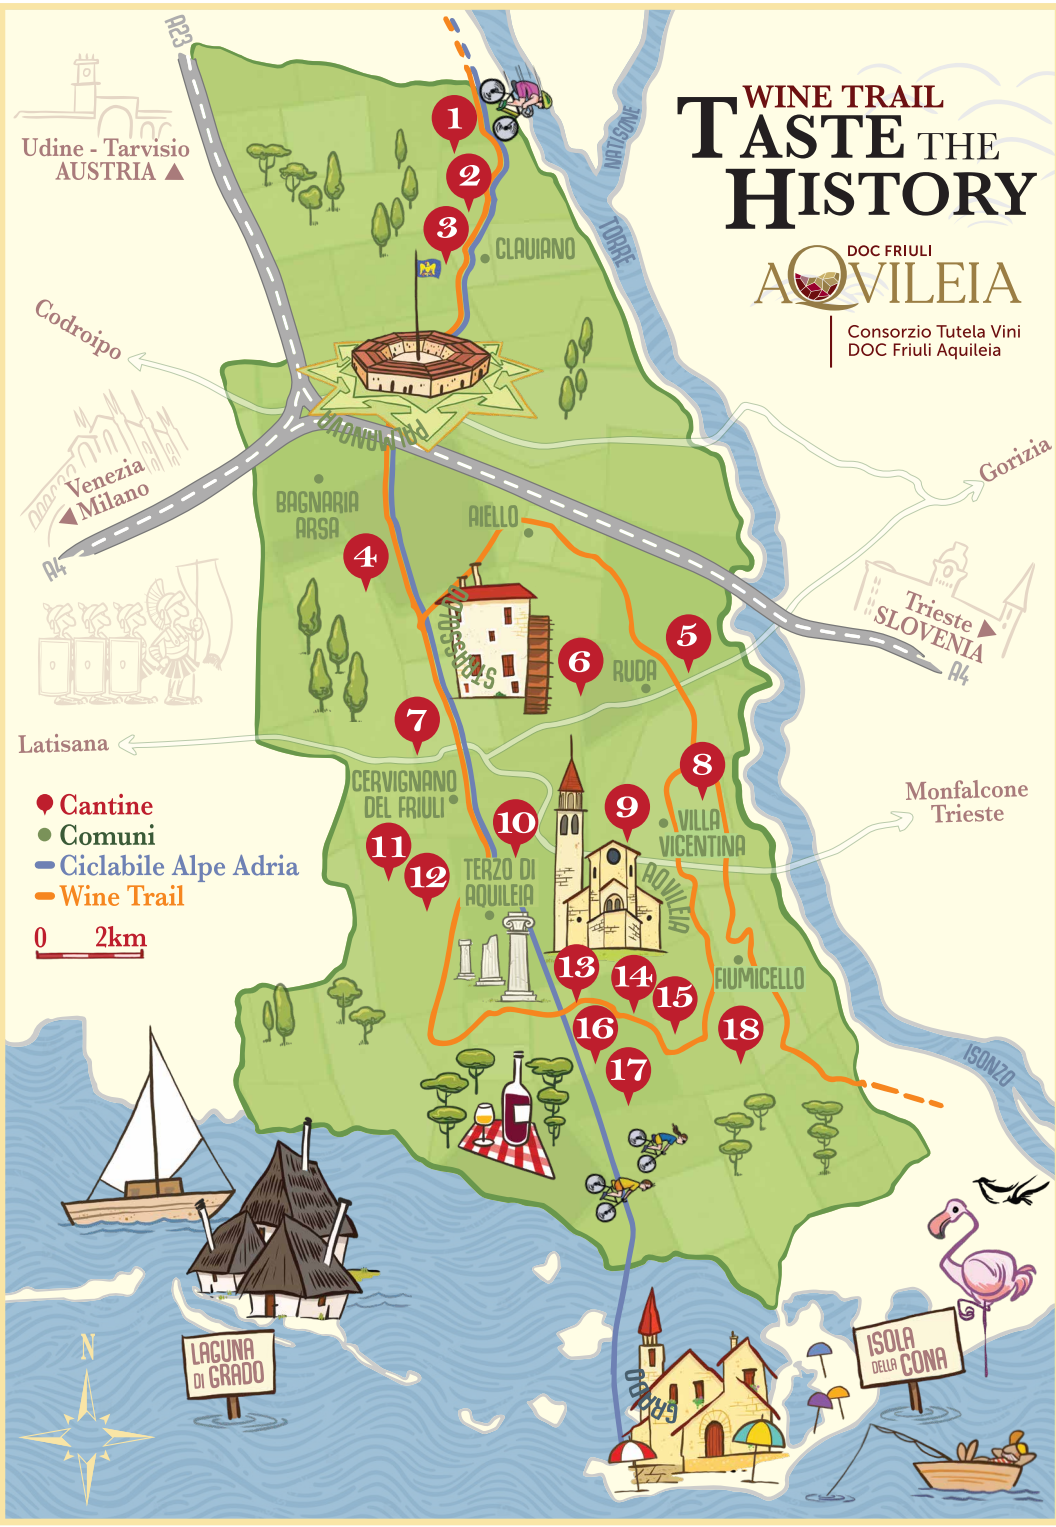 A23
WINE TRAIL
TASTE THE
HISTORY
DOC FRIULI
AQVILEIA
Consorzio Tutela Vini
DOC Friuli Aquileia
Udine - Tarvisio
AUSTRIA
NATISONE
TORRE
1
2
3
CLAUIANO
Codroipo
PALMANOVA
Venezia
Milano
A4
Gorizia
BAGNARIA
ARSA
AIELLO
4
Trieste
SLOVENIA
A4
STRASSOLDO
5
6
RUDA
7
Latisana
8
CERVIGNANO
DEL FRIULI
Monfalcone
Trieste
9
VILLA
VICENTINA
10
11
12
TERZO DI
AQUILEIA
AQVILEIA
Cantine
Comuni
Ciclabile Alpe Adria
Wine Trail
0 2km
13
14
15
FIUMICELLO
16
17
18
ISONZO
N
LAGUNA
DI GRADO
GRADO
ISOLA
DELLA CONA